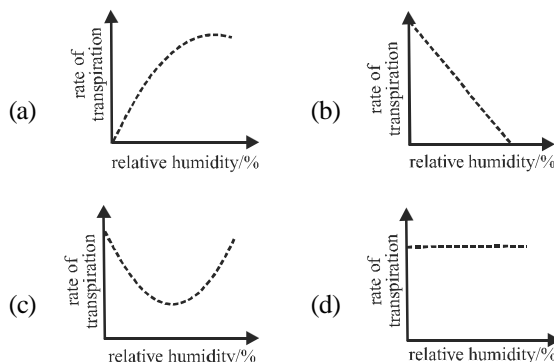 (a)
rate of
transpiration
relative humidity/%
(b)
rate of
transpiration
relative humidity/%
(c)
rate of
transpiration
relative humidity/%
(d)
rate of
transpiration
relative humidity/%